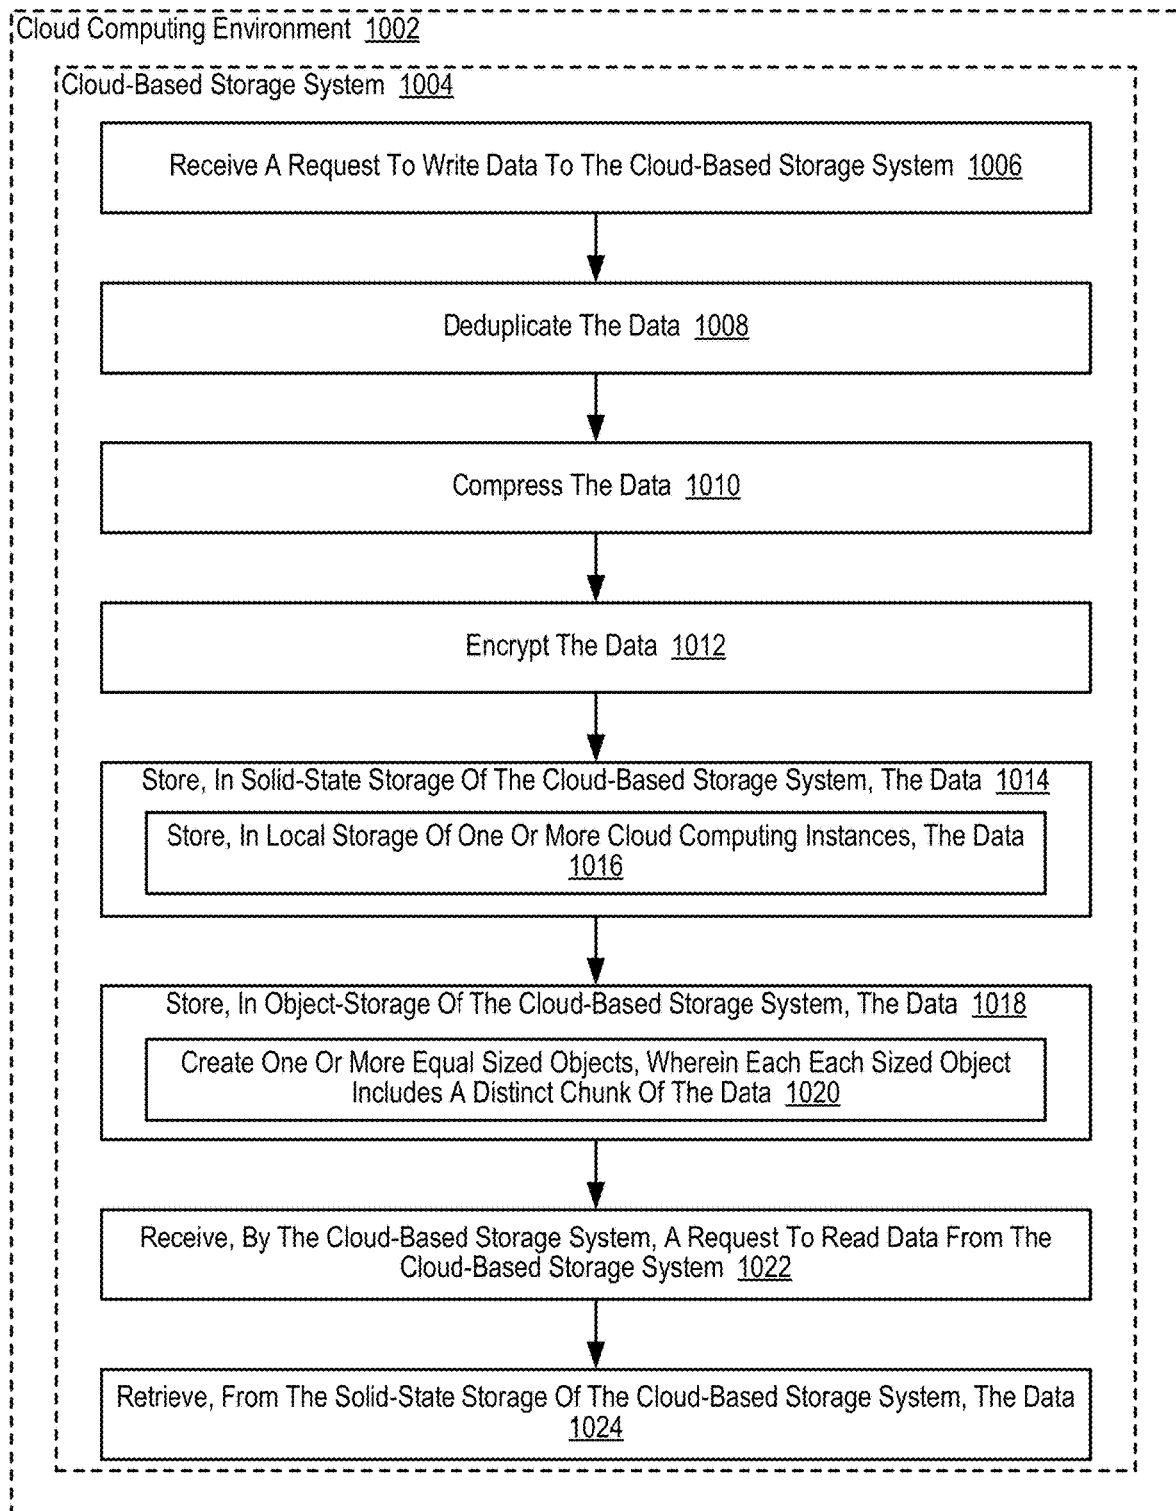 Cloud Computing Environment 1002
Cloud-Based Storage System 1004
Receive A Request To Write Data To The Cloud-Based Storage System 1006
Deduplicate The Data 1008
Compress The Data 1010
Encrypt The Data 1012
Store, In Solid-State Storage Of The Cloud-Based Storage System, The Data 1014
Store, In Local Storage Of One Or More Cloud Computing Instances, The Data
1016
Store, In Object-Storage Of The Cloud-Based Storage System, The Data 1018
Create One Or More Equal Sized Objects, Wherein Each Each Sized Object
Includes A Distinct Chunk Of The Data 1020
Receive, By The Cloud-Based Storage System, A Request To Read Data From The
Cloud-Based Storage System 1022
Retrieve, From The Solid-State Storage Of The Cloud-Based Storage System, The Data
1024